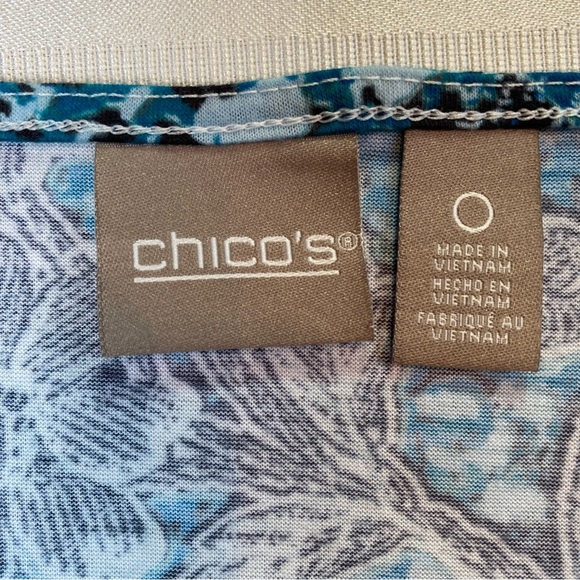 chico's®
0
MADE IN
VIETNAM
HECHO EN
VIETNAM
FABRIQUÉ AU
VIETNAM